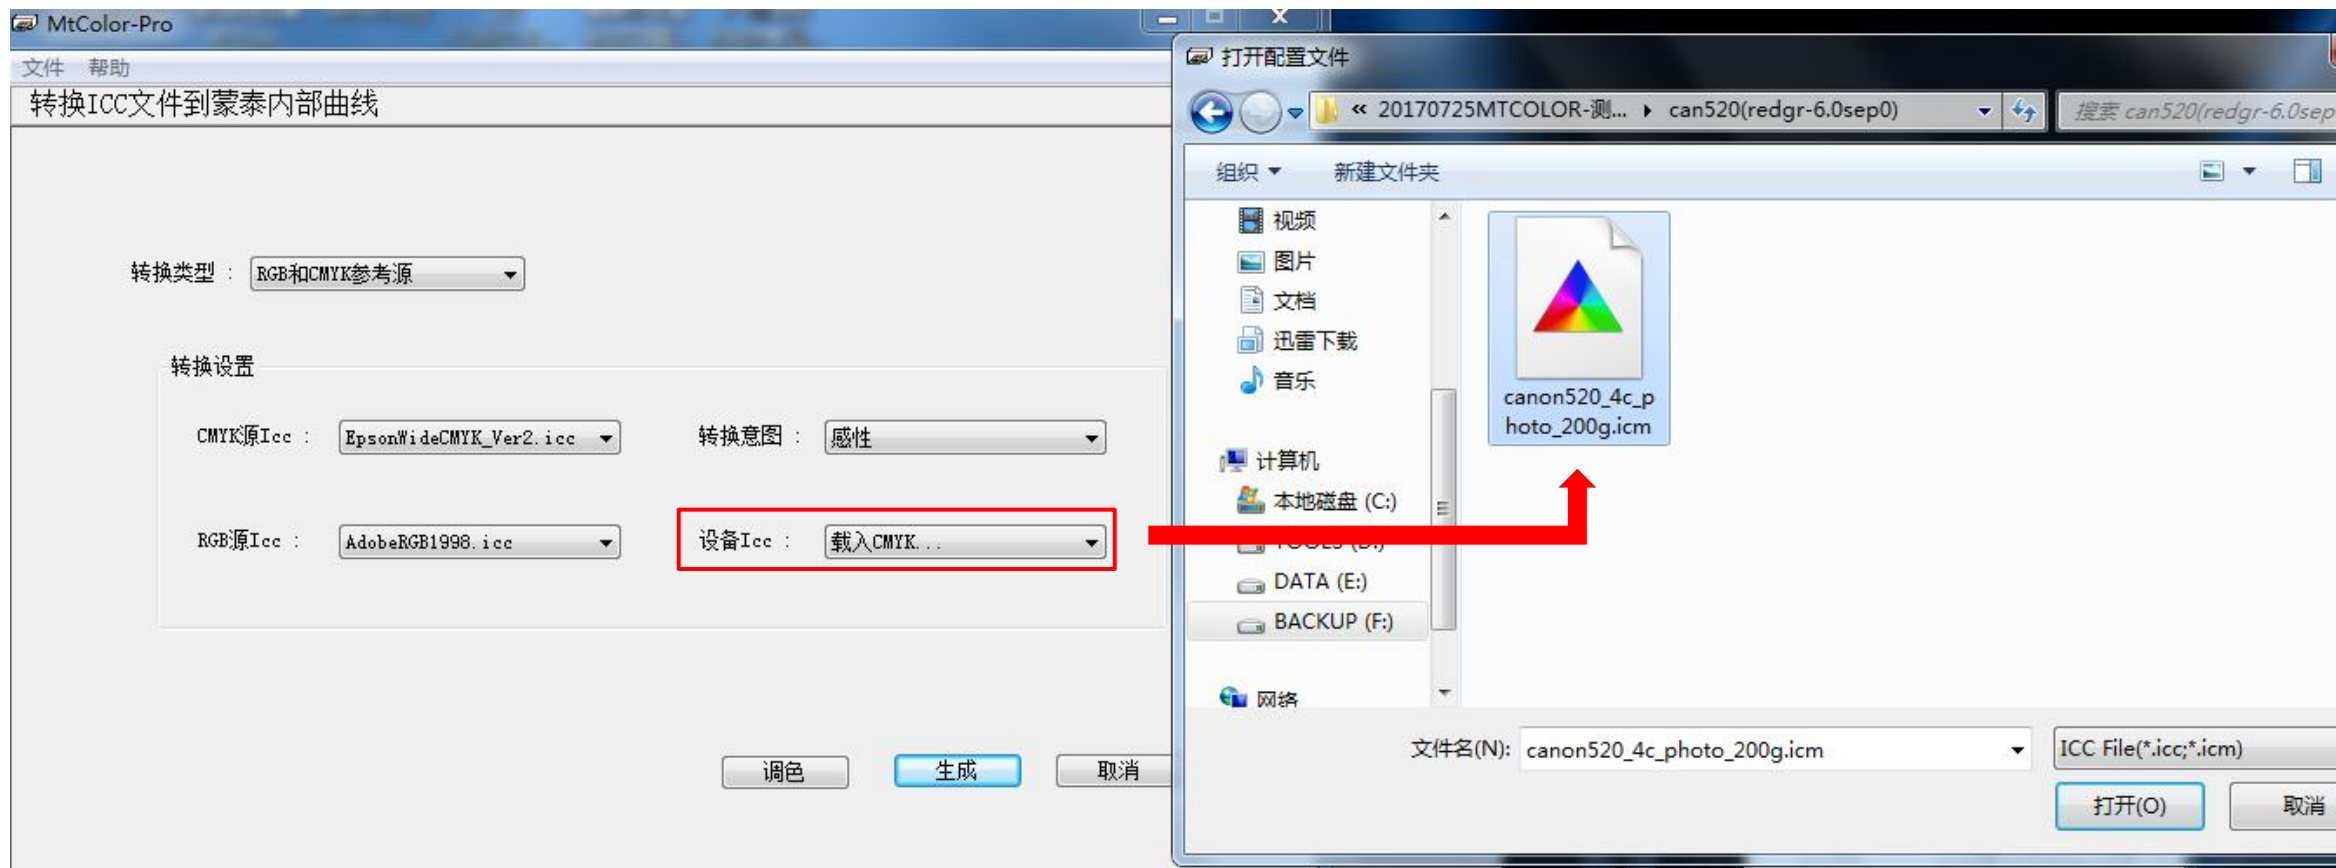 MtColor-Pro
文件 帮助
转换ICC文件到蒙泰内部曲线
转换类型 : RGB和CMYK参考源
转换设置
CMYK源Icc : EpsonWideCMYK_Ver2.icc 转换意图 : 感性
RGB源Icc : AdobeRGB1998.icc 设备Icc : 载入CMYK...
调色 生成 取消
打开配置文件
« 20170725MTCOLOR-测... can520(redgr-6.0sep0) 搜索 can520(redgr-6.0sep
组织 新建文件夹
视频
图片
文档
迅雷下载
音乐
计算机
本地磁盘 (C:)
DATA (E:)
BACKUP (F:)
网络
canon520_4c_p
hoto_200g.icm
文件名(N): canon520_4c_photo_200g.icm ICC File(*.icc;*.icm)
打开(O) 取消